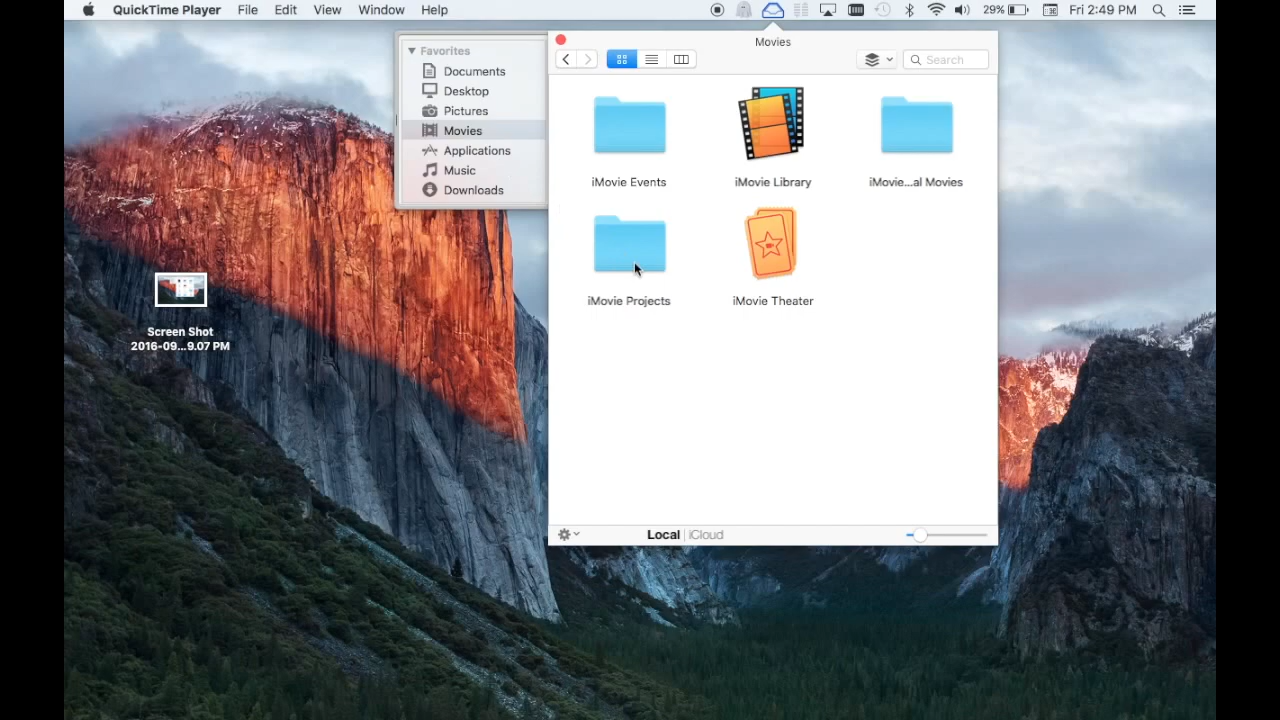 QuickTime Player File Edit View Window Help 29% Fri 2:49 PM
Movies
Search
Favorites
Documents
Desktop
Pictures
Movies
Applications
Music
Downloads
iMovie Events iMovie Library iMovie...al Movies
iMovie Projects iMovie Theater
Local iCloud
Screen Shot
2016-09...9.07 PM